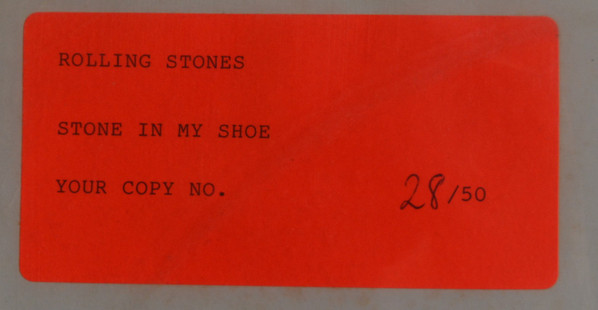 ROLLING STONES
STONE IN MY SHOE
YOUR COPY NO. 28/50